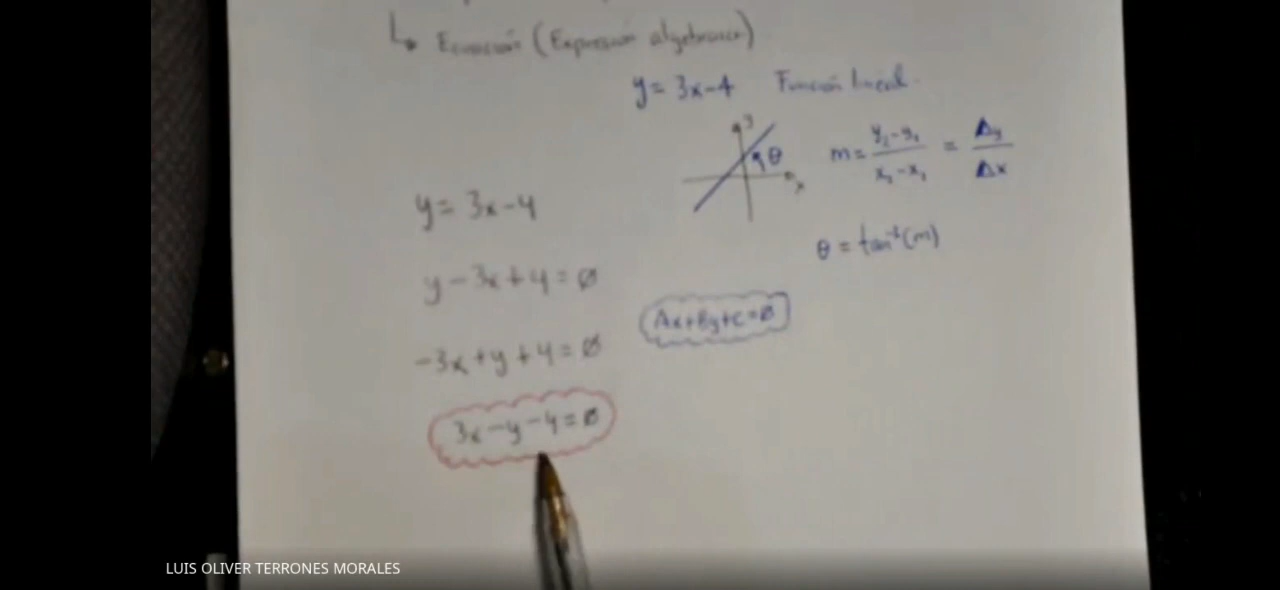 ↳ Ecuación (Expresión algebraica)
y = 3x-4 Función lineal.
y
θ
x
m = y₂-y₁ / x₂-x₁ = Δy / Δx
θ = tan⁻¹(m)
y = 3x-4
y - 3x + 4 = Ø
Ax+By+C=Ø
-3x + y + 4 = Ø
3x - y - 4 = Ø
LUIS OLIVER TERRONES MORALES